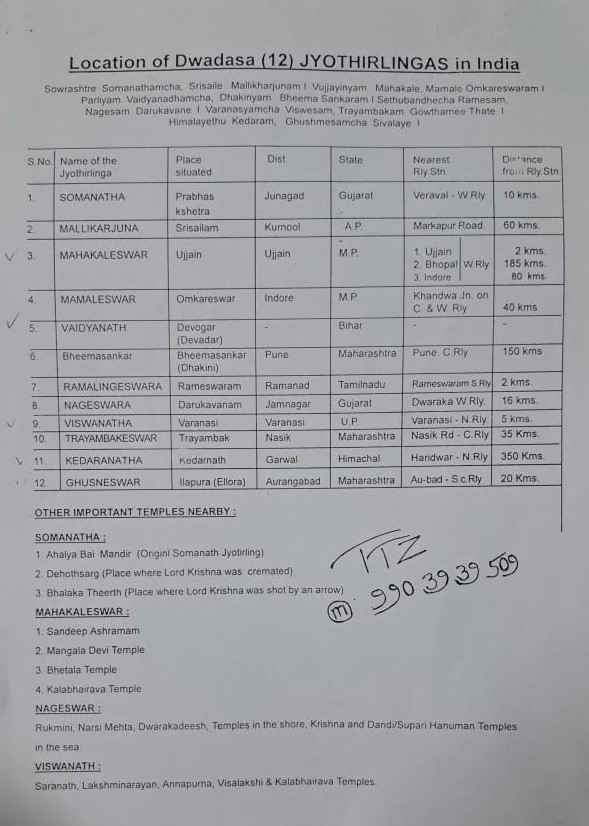 Location of Dwadasa (12) JYOTHIRLINGAS in India
Sowrashtre Somanathamcha, Srisaile Mallikharjunam I Vujjayinyam Mahakale, Mamale Omkareswaram I
Parliyam Vaidyanadhamcha, Dhakinyam Bheema Sankaram I Sethubandhecha Ramesam,
Nagesam Darukavane I Varanasyamcha Viswesam, Trayambakam Gowthamee Thate I
Himalayethu Kedaram, Ghushmesamcha Sivalaye I
S.No. Name of the Jyothirlinga Place situated Dist State Nearest Rly.Stn. Distance from Rly.Stn.
1. SOMANATHA Prabhas kshetra Junagad Gujarat Veraval - W.Rly 10 kms.
2. MALLIKARJUNA Srisailam Kurnool A.P. Markapur Road. 60 kms.
3. MAHAKALESWAR Ujjain Ujjain M.P. 1. Ujjain 2 kms.
2. Bhopal W.Rly 185 kms.
3. Indore 80 kms.
4. MAMALESWAR Omkareswar Indore M.P. Khandwa Jn. on C. & W. Rly 40 kms
5. VAIDYANATH Devogar (Devadar) - Bihar - -
6. Bheemasankar Bheemasankar (Dhakini) Pune Maharashtra Pune. C.Rly 150 kms
7. RAMALINGESWARA Rameswaram Ramanad Tamilnadu Rameswaram S.Rly 2 kms.
8. NAGESWARA Darukavanam Jamnagar Gujarat Dwaraka W.Rly. 16 kms.
9. VISWANATHA Varanasi Varanasi U.P. Varanasi - N.Rly. 5 kms.
10. TRAYAMBAKESWAR Trayambak Nasik Maharashtra Nasik Rd - C.Rly 35 Kms.
11. KEDARANATHA Kedarnath Garwal Himachal Haridwar - N.Rly 350 Kms.
12 GHUSNESWAR Ilapura (Ellora) Aurangabad Maharashtra Au-bad - S.c.Rly 20 Kms.
OTHER IMPORTANT TEMPLES NEARBY :
SOMANATHA :
1. Ahalya Bai Mandir (Originl Somanath Jyotirling)
2. Dehothsarg (Place where Lord Krishna was cremated)
3. Bhalaka Theerth (Place where Lord Krishna was shot by an arrow)
TTZ
m 990 39 39 509
MAHAKALESWAR :
1. Sandeep Ashramam
2. Mangala Devi Temple
3. Bhetala Temple
4. Kalabhairava Temple
NAGESWAR :
Rukmini, Narsi Mehta, Dwarakadeesh, Temples in the shore, Krishna and Dandi/Supari Hanuman Temples
in the sea.
VISWANATH :
Saranath, Lakshminarayan, Annapurna, Visalakshi & Kalabhairava Temples.